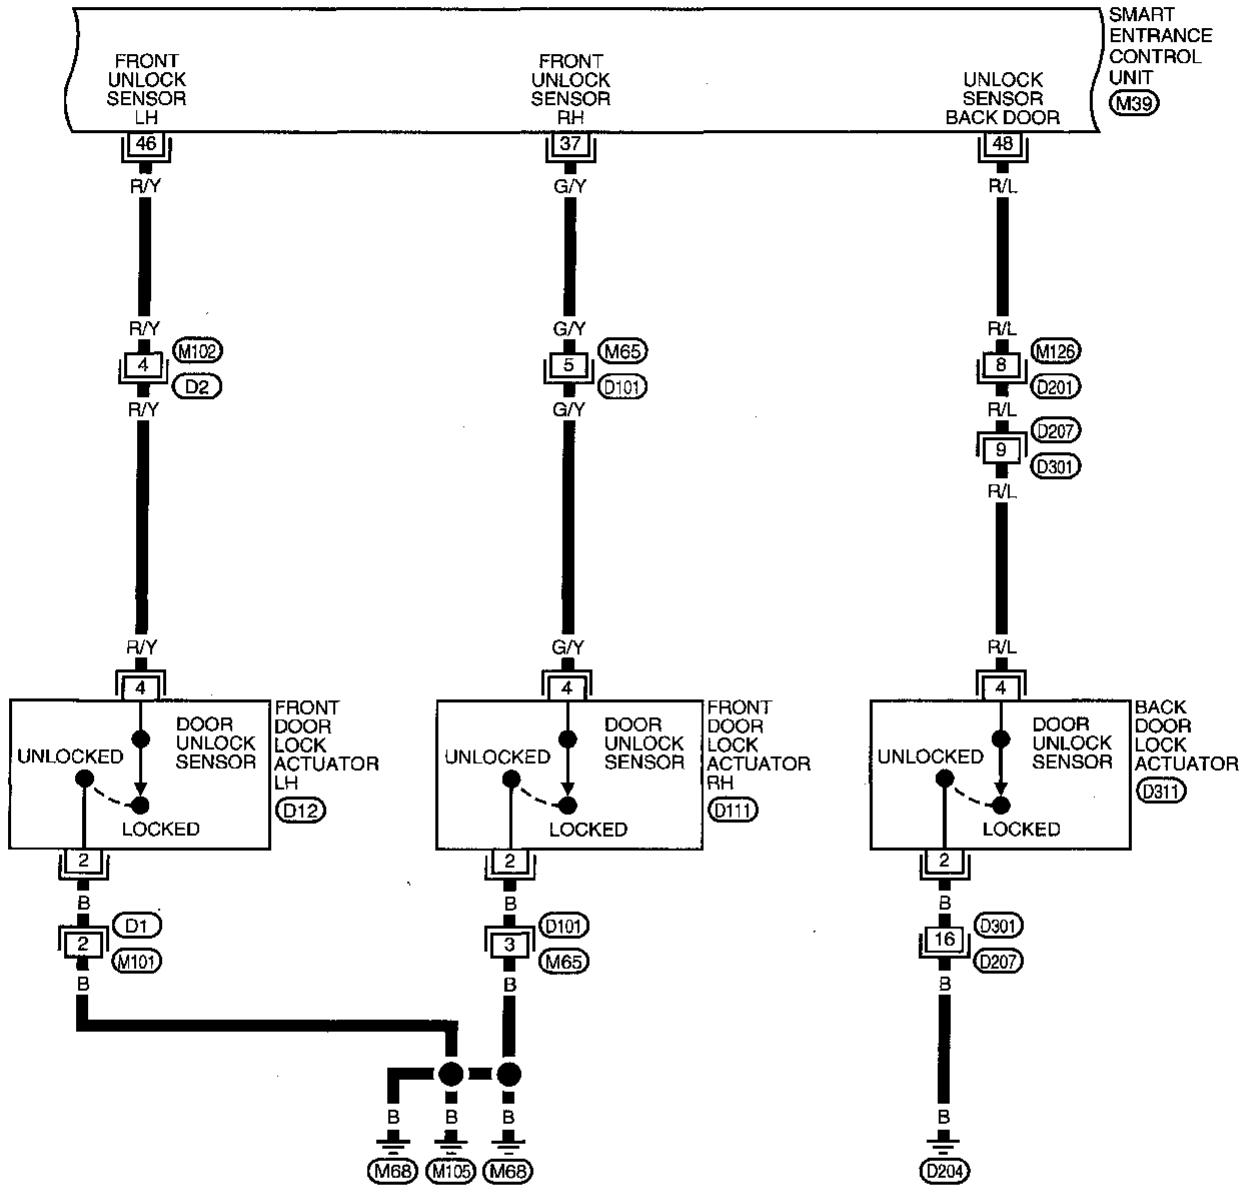 SMART
ENTRANCE
CONTROL
UNIT
M39
FRONT
UNLOCK
SENSOR
LH
FRONT
UNLOCK
SENSOR
RH
UNLOCK
SENSOR
BACK DOOR
46
37
48
R/Y
G/Y
R/L
R/Y
G/Y
R/L
4
M102
D2
5
M65
D101
8
M126
D201
R/Y
G/Y
R/L
9
D207
D301
R/L
R/Y
G/Y
R/L
4
4
4
UNLOCKED
DOOR
UNLOCK
SENSOR
LOCKED
FRONT
DOOR
LOCK
ACTUATOR
LH
D12
UNLOCKED
DOOR
UNLOCK
SENSOR
LOCKED
FRONT
DOOR
LOCK
ACTUATOR
RH
D111
UNLOCKED
DOOR
UNLOCK
SENSOR
LOCKED
BACK
DOOR
LOCK
ACTUATOR
D311
2
2
2
B
B
B
2
D1
M101
3
D101
M65
16
D301
D207
B
B
B
B
B
B
B
M68
M105
M68
D204